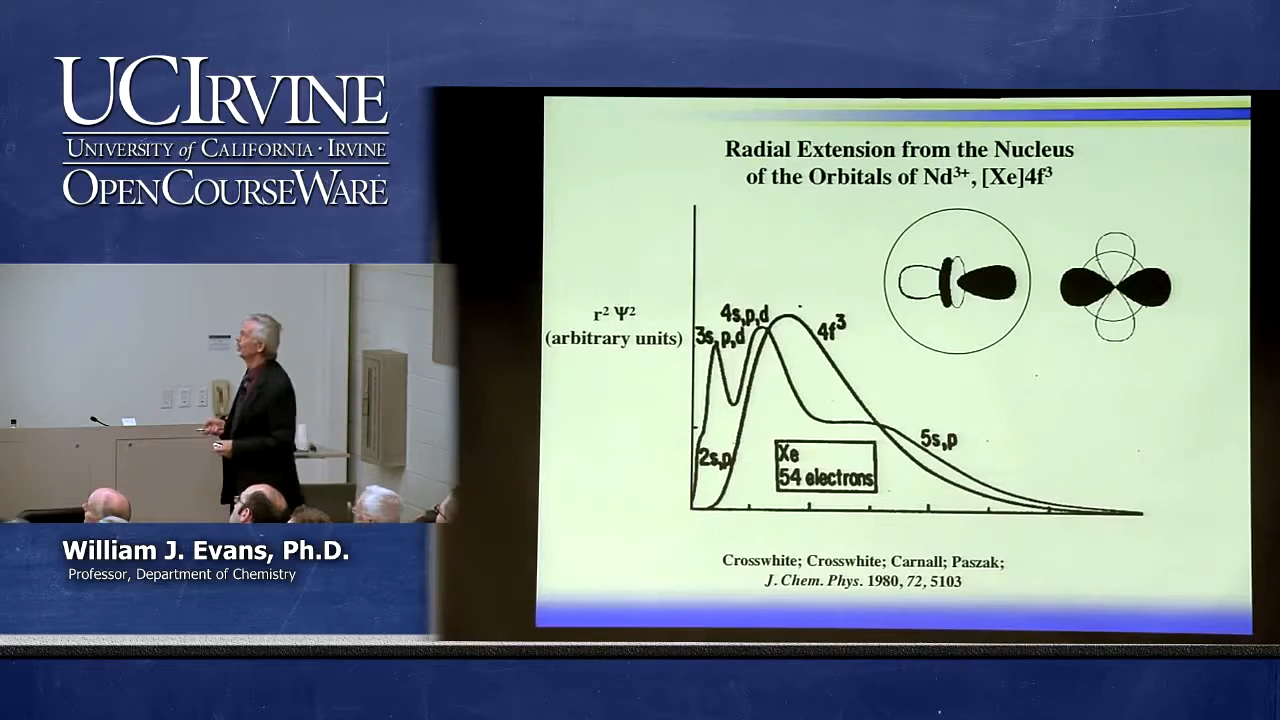 UCIRVINE
UNIVERSITY of CALIFORNIA · IRVINE
OPENCOURSEWARE
William J. Evans, Ph.D.
Professor, Department of Chemistry
Radial Extension from the Nucleus
of the Orbitals of Nd³⁺, [Xe]4f³
r² Ψ²
(arbitrary units)
4s,p,d
3s,p,d
4f³
2s,p
5s,p
Xe
54 electrons
Crosswhite; Crosswhite; Carnall; Paszak;
J. Chem. Phys. 1980, 72, 5103